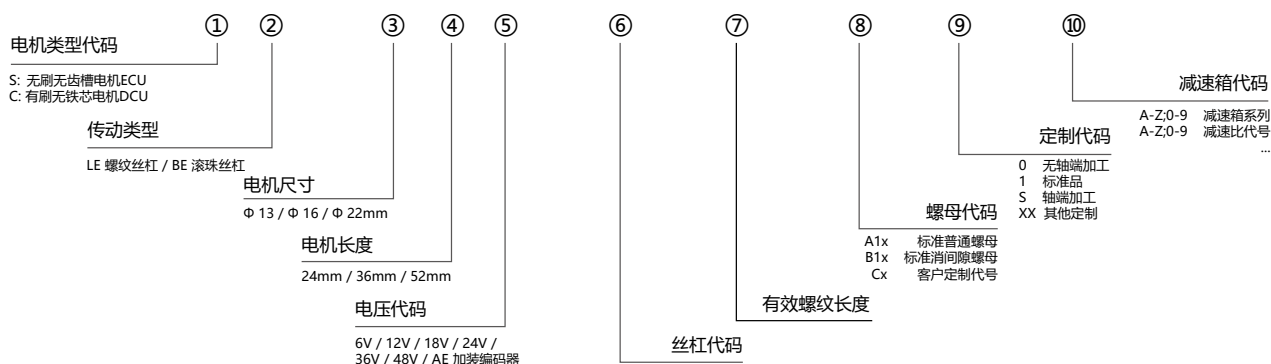 ① ② ③ ④ ⑤ ⑥ ⑦ ⑧ ⑨ ⑩
电机类型代码
S: 无刷无齿槽电机ECU
C: 有刷无铁芯电机DCU
传动类型
LE 螺纹丝杠 / BE 滚珠丝杠
电机尺寸
Φ 13 / Φ 16 / Φ 22mm
电机长度
24mm / 36mm / 52mm
电压代码
6V / 12V / 18V / 24V /
36V / 48V / AE 加装编码器
丝杠代码
有效螺纹长度
螺母代码
A1x 标准普通螺母
B1x 标准消间隙螺母
Cx 客户定制代号
定制代码
0 无轴端加工
1 标准品
S 轴端加工
XX 其他定制
减速箱代码
A-Z;0-9 减速箱系列
A-Z;0-9 减速比代号
...